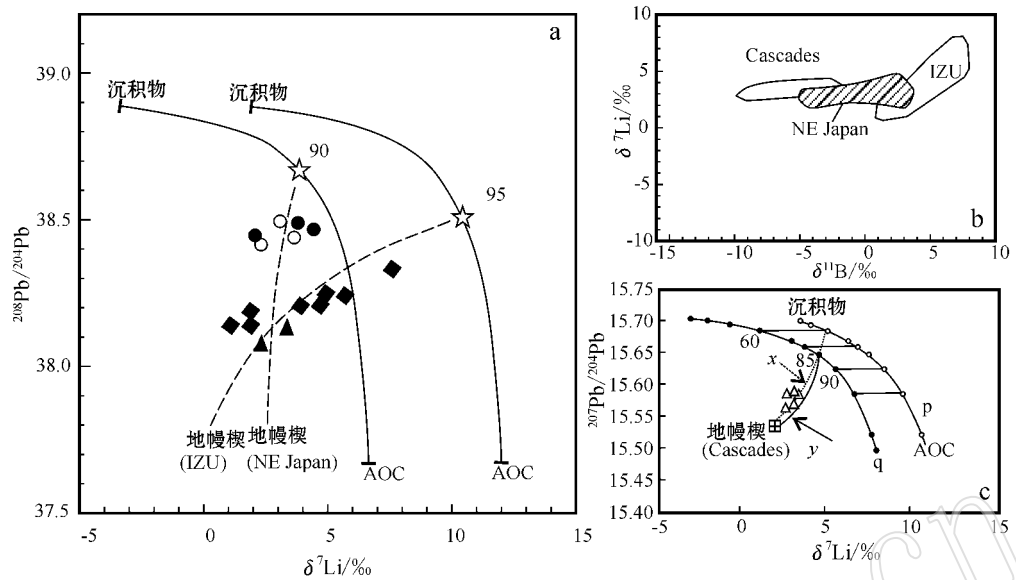 a
39.0
38.5
38.0
37.5
²⁰⁸Pb/²⁰⁴Pb
沉积物
沉积物
90
95
地幔楔
(IZU)
地幔楔
(NE Japan)
AOC
AOC
-5
0
5
10
15
δ⁷Li/‰
10
5
0
5
-10
δ⁷Li/‰
Cascades
IZU
NE Japan
b
-15
-10
-5
0
5
10
δ¹¹B/‰
15.75
15.70
15.65
15.60
15.55
15.50
15.45
15.40
²⁰⁷Pb/²⁰⁴Pb
沉积物
60
85
90
x
y
p
q
地幔楔
(Cascades)
AOC
c
-5
0
5
10
15
δ⁷Li/‰